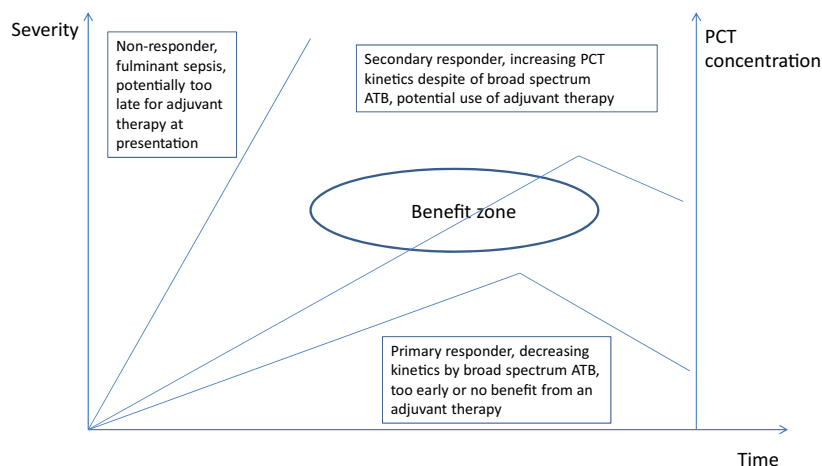 Severity
Non-responder,
fulminant sepsis,
potentially too
late for adjuvant
therapy at
presentation
Secondary responder, increasing PCT
kinetics despite of broad spectrum
ATB, potential use of adjuvant therapy
PCT
concentration
Benefit zone
Primary responder, decreasing
kinetics by broad spectrum ATB,
too early or no benefit from an
adjuvant therapy
Time